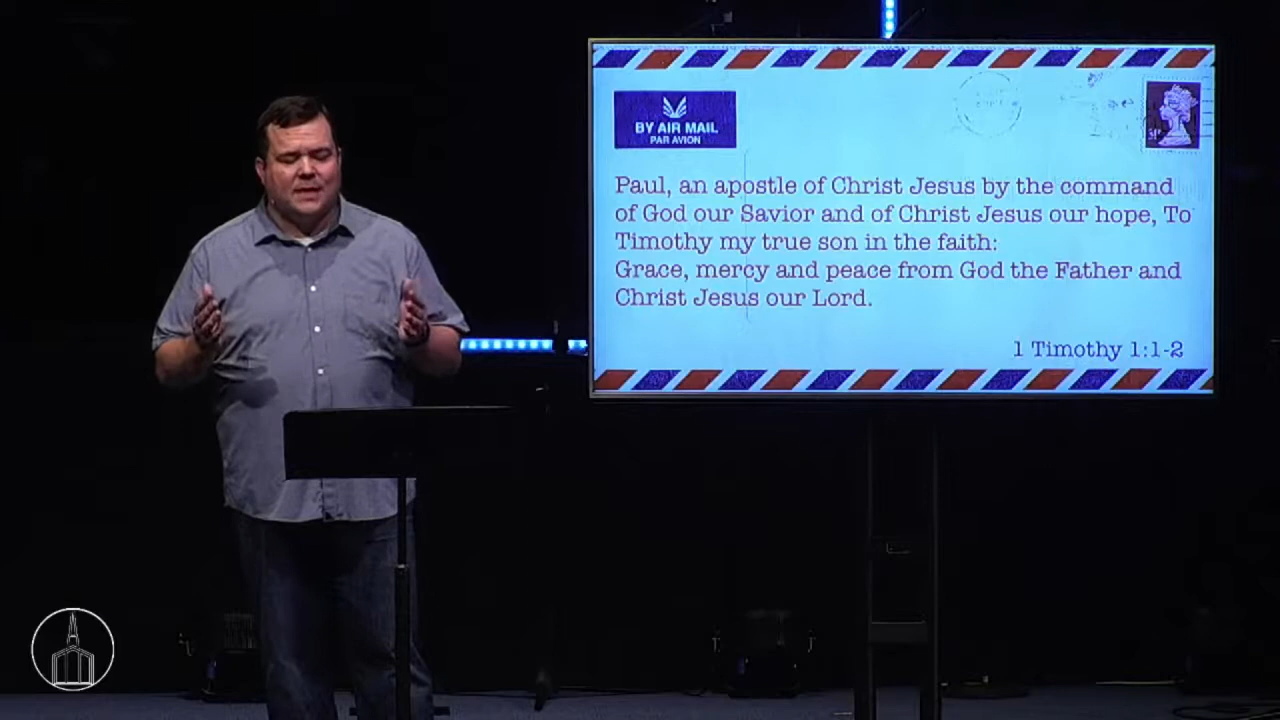 BY AIR MAIL
PAR AVION
Paul, an apostle of Christ Jesus by the command
of God our Savior and of Christ Jesus our hope, To
Timothy my true son in the faith:
Grace, mercy and peace from God the Father and
Christ Jesus our Lord.
1 Timothy 1:1-2